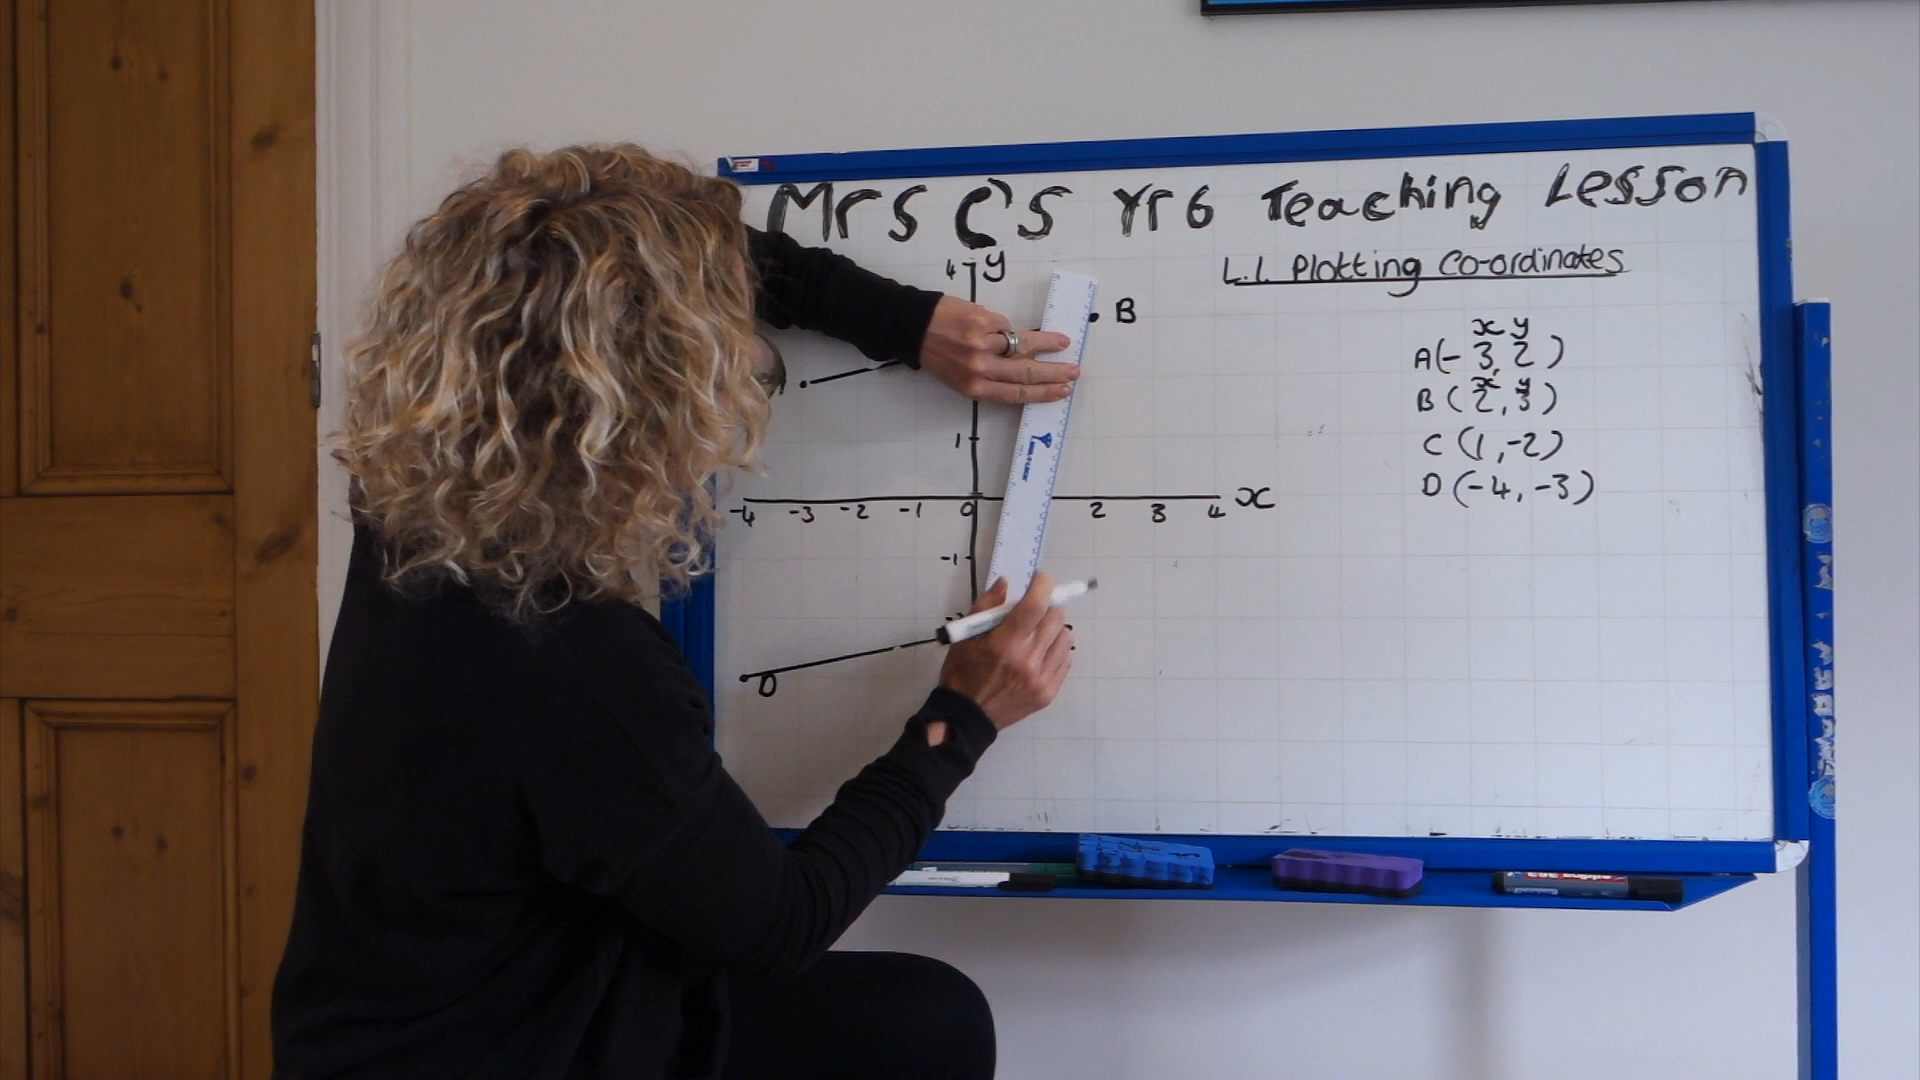 Mrs C's Yr 6 Teaching Lesson
L.I. Plotting Co-ordinates
4 y
B
x y
A(-3, 2)
x y
B (2, 3)
C (1, -2)
D (-4, -3)
1
-4 -3 -2 -1 0 2 3 4 x
-1
D